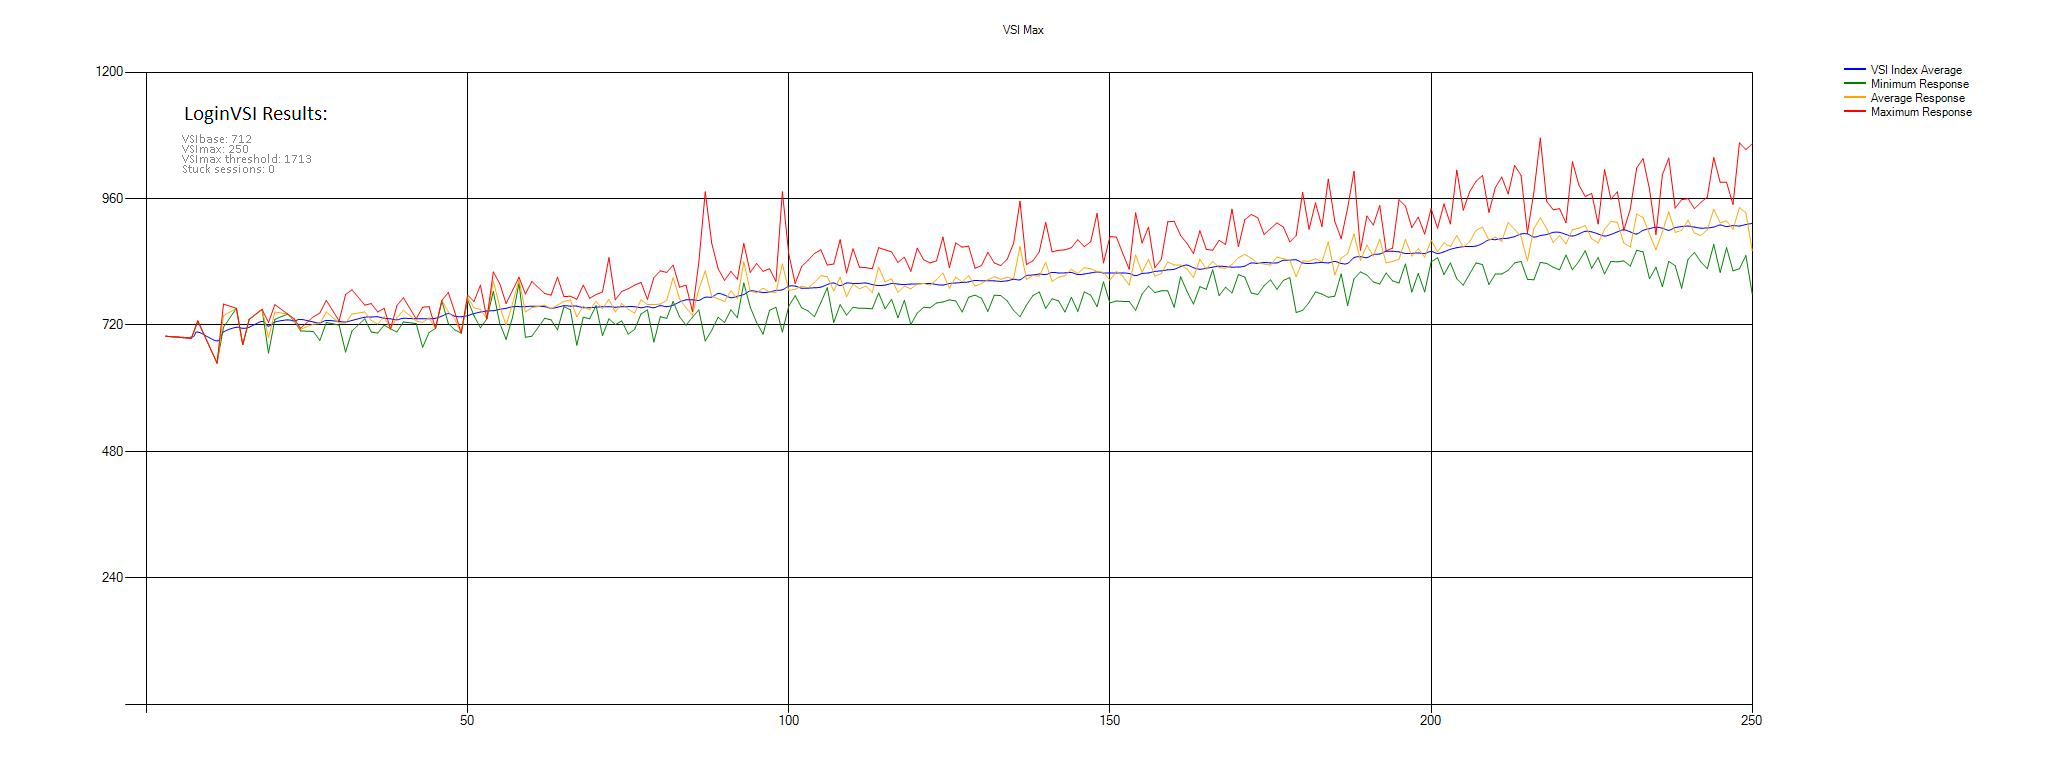 VSI Max
1200
960
720
480
240
50
100
150
200
250
LoginVSI Results:
VSIbase: 712
VSImax: 250
VSImax threshold: 1713
Stuck sessions: 0
VSI Index Average
Minimum Response
Average Response
Maximum Response